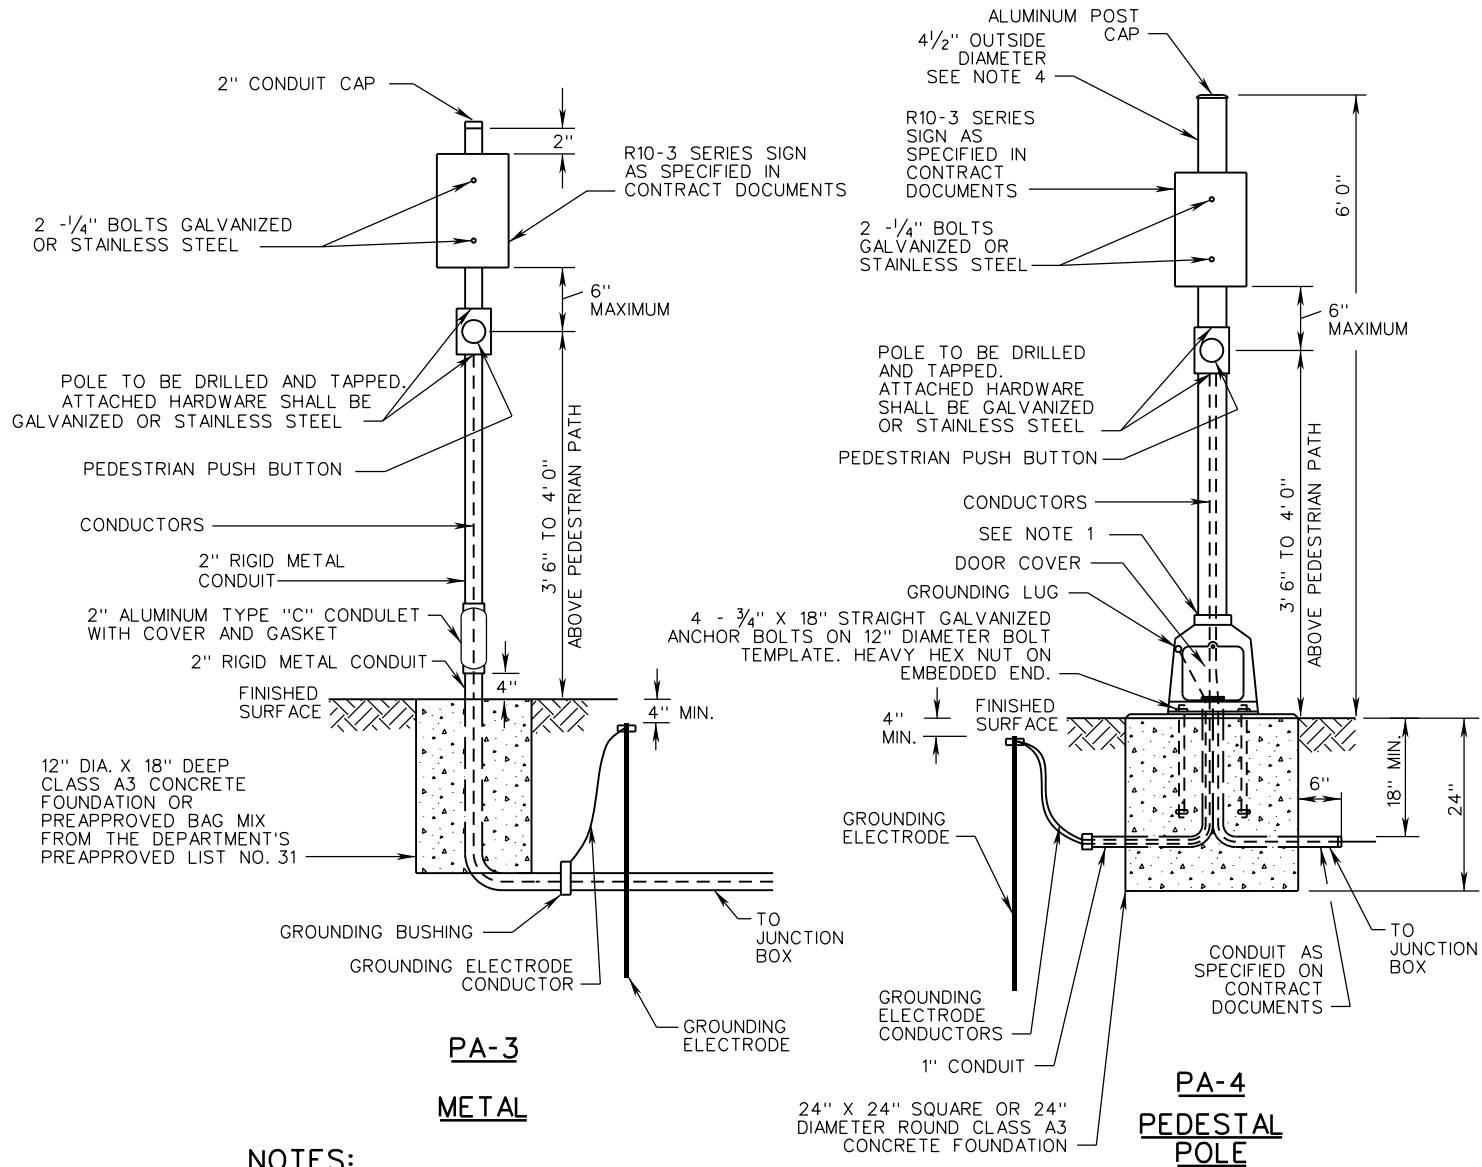 2" CONDUIT CAP
2"
R10-3 SERIES SIGN
AS SPECIFIED IN
CONTRACT DOCUMENTS
2 -1/4" BOLTS GALVANIZED
OR STAINLESS STEEL
6"
MAXIMUM
POLE TO BE DRILLED AND TAPPED.
ATTACHED HARDWARE SHALL BE
GALVANIZED OR STAINLESS STEEL
PEDESTRIAN PUSH BUTTON
3'6" TO 4'0"
ABOVE PEDESTRIAN PATH
CONDUCTORS
2" RIGID METAL
CONDUIT
2" ALUMINUM TYPE "C" CONDULET
WITH COVER AND GASKET
2" RIGID METAL CONDUIT
4"
FINISHED
SURFACE
4" MIN.
12" DIA. X 18" DEEP
CLASS A3 CONCRETE
FOUNDATION OR
PREAPPROVED BAG MIX
FROM THE DEPARTMENT'S
PREAPPROVED LIST NO. 31
GROUNDING BUSHING
GROUNDING ELECTRODE
CONDUCTOR
TO
JUNCTION
BOX
GROUNDING
ELECTRODE
PA-3
METAL
NOTES:
ALUMINUM POST
CAP
4 1/2" OUTSIDE
DIAMETER
SEE NOTE 4
R10-3 SERIES
SIGN AS
SPECIFIED IN
CONTRACT
DOCUMENTS
6'0"
2 -1/4" BOLTS
GALVANIZED OR
STAINLESS STEEL
6"
MAXIMUM
POLE TO BE DRILLED
AND TAPPED.
ATTACHED HARDWARE
SHALL BE GALVANIZED
OR STAINLESS STEEL
PEDESTRIAN PUSH BUTTON
CONDUCTORS
3'6" TO 4'0"
ABOVE PEDESTRIAN PATH
SEE NOTE 1
DOOR COVER
GROUNDING LUG
4 - 3/4" X 18" STRAIGHT GALVANIZED
ANCHOR BOLTS ON 12" DIAMETER BOLT
TEMPLATE. HEAVY HEX NUT ON
EMBEDDED END.
4"
MIN.
FINISHED
SURFACE
6"
18" MIN.
24"
GROUNDING
ELECTRODE
TO
JUNCTION
BOX
CONDUIT AS
SPECIFIED ON
CONTRACT
DOCUMENTS
GROUNDING
ELECTRODE
CONDUCTORS
1" CONDUIT
24" X 24" SQUARE OR 24"
DIAMETER ROUND CLASS A3
CONCRETE FOUNDATION
PA-4
PEDESTAL
POLE